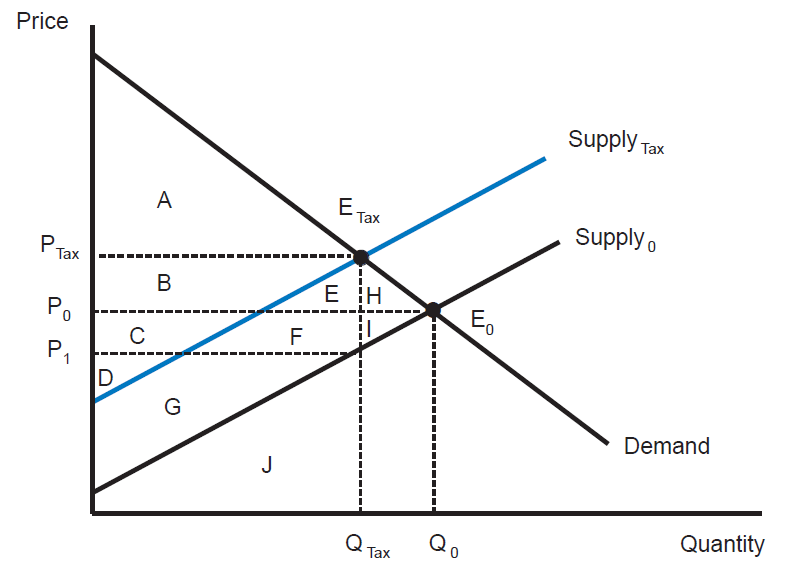 Price
Supply Tax
A
E Tax
Supply 0
P Tax
B
E
H
P 0
E 0
C
F
I
P 1
D
G
Demand
J
Q Tax
Q 0
Quantity